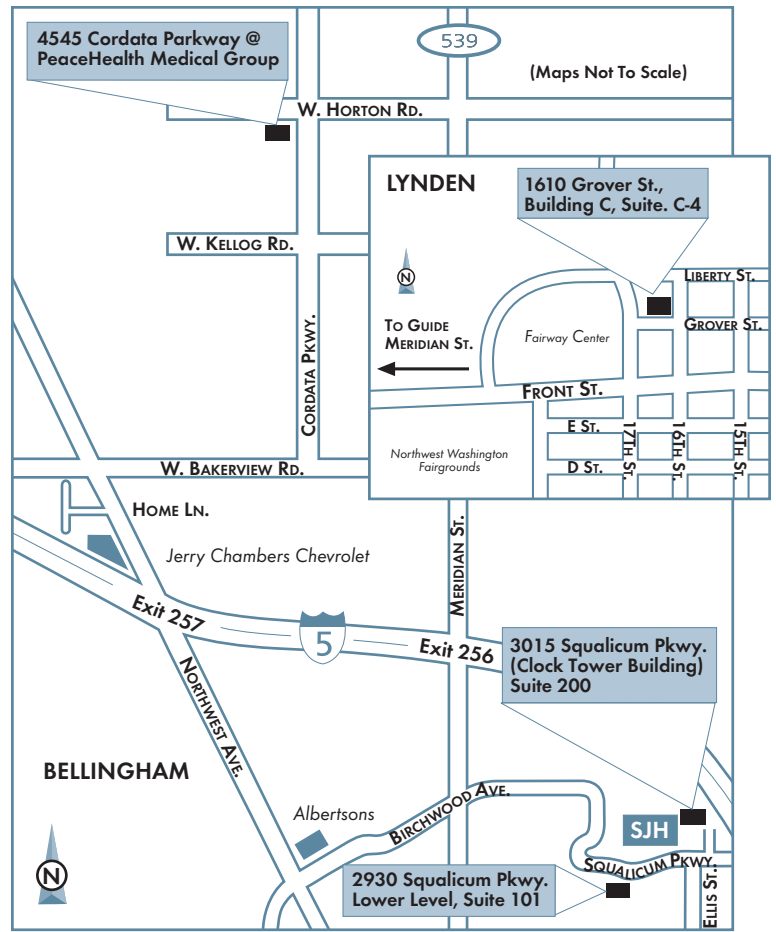 4545 Cordata Parkway @
PeaceHealth Medical Group
539
(Maps Not To Scale)
W. HORTON RD.
LYNDEN
1610 Grover St.,
Building C, Suite. C-4
W. KELLOG RD.
N
LIBERTY ST.
TO GUIDE
MERIDIAN ST.
Fairway Center
GROVER ST.
CORDATA PKWY.
FRONT ST.
E ST.
17TH ST.
16TH ST.
15TH ST.
Northwest Washington
Fairgrounds
D ST.
W. BAKERVIEW RD.
HOME LN.
Jerry Chambers Chevrolet
MERIDIAN ST.
Exit 257
5
Exit 256
3015 Squalicum Pkwy.
(Clock Tower Building)
Suite 200
NORTHWEST AVE.
BELLINGHAM
Albertsons
BIRCHWOOD AVE.
SJH
SQUALICUM PKWY.
N
2930 Squalicum Pkwy.
Lower Level, Suite 101
ELLIS ST.